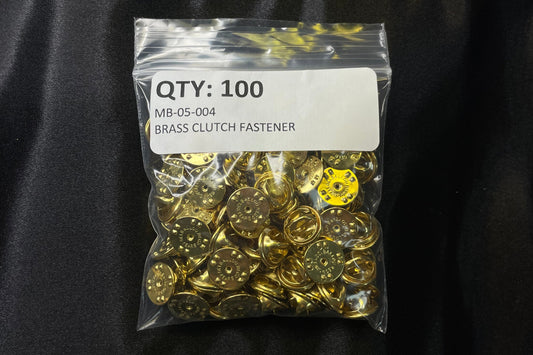 QTY: 100
MB-05-004
BRASS CLUTCH FASTENER